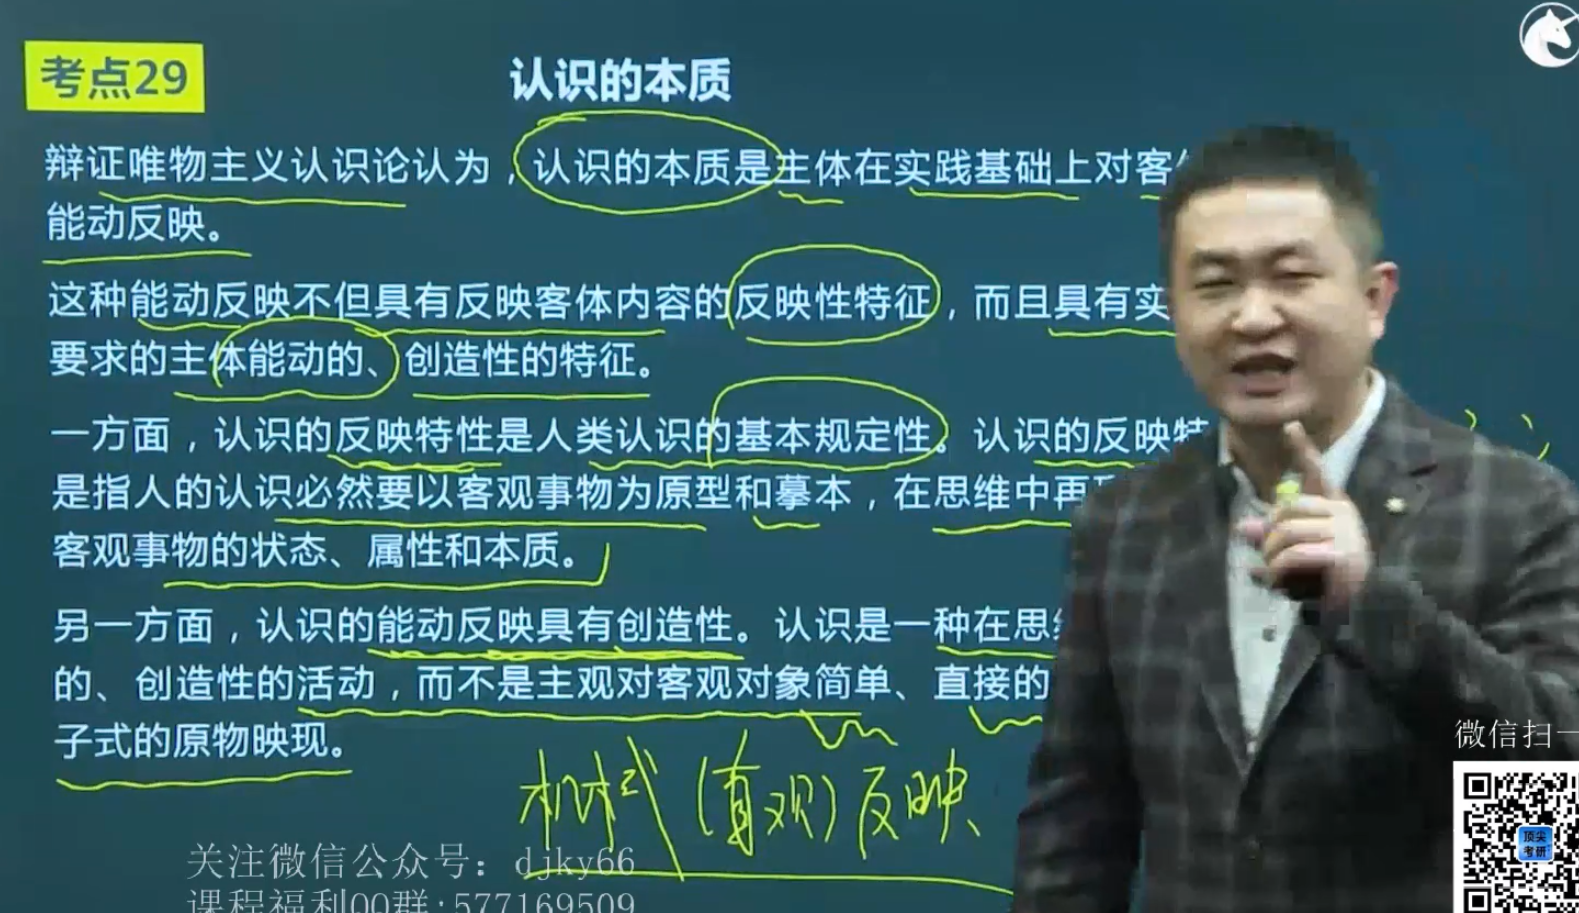 考点29
认识的本质
辩证唯物主义认识论认为，认识的本质是主体在实践基础上对客
能动反映。
这种能动反映不但具有反映客体内容的反映性特征，而且具有实
要求的主体能动的、创造性的特征。
一方面，认识的反映特性是人类认识的基本规定性。认识的反映特
是指人的认识必然要以客观事物为原型和摹本，在思维中再
客观事物的状态、属性和本质。
另一方面，认识的能动反映具有创造性。认识是一种在思
的、创造性的活动，而不是主观对客观对象简单、直接的
子式的原物映现。
机械（直观）反映
微信扫一
顶尖
考研
关注微信公众号：djky66
课程福利QQ群:577169509